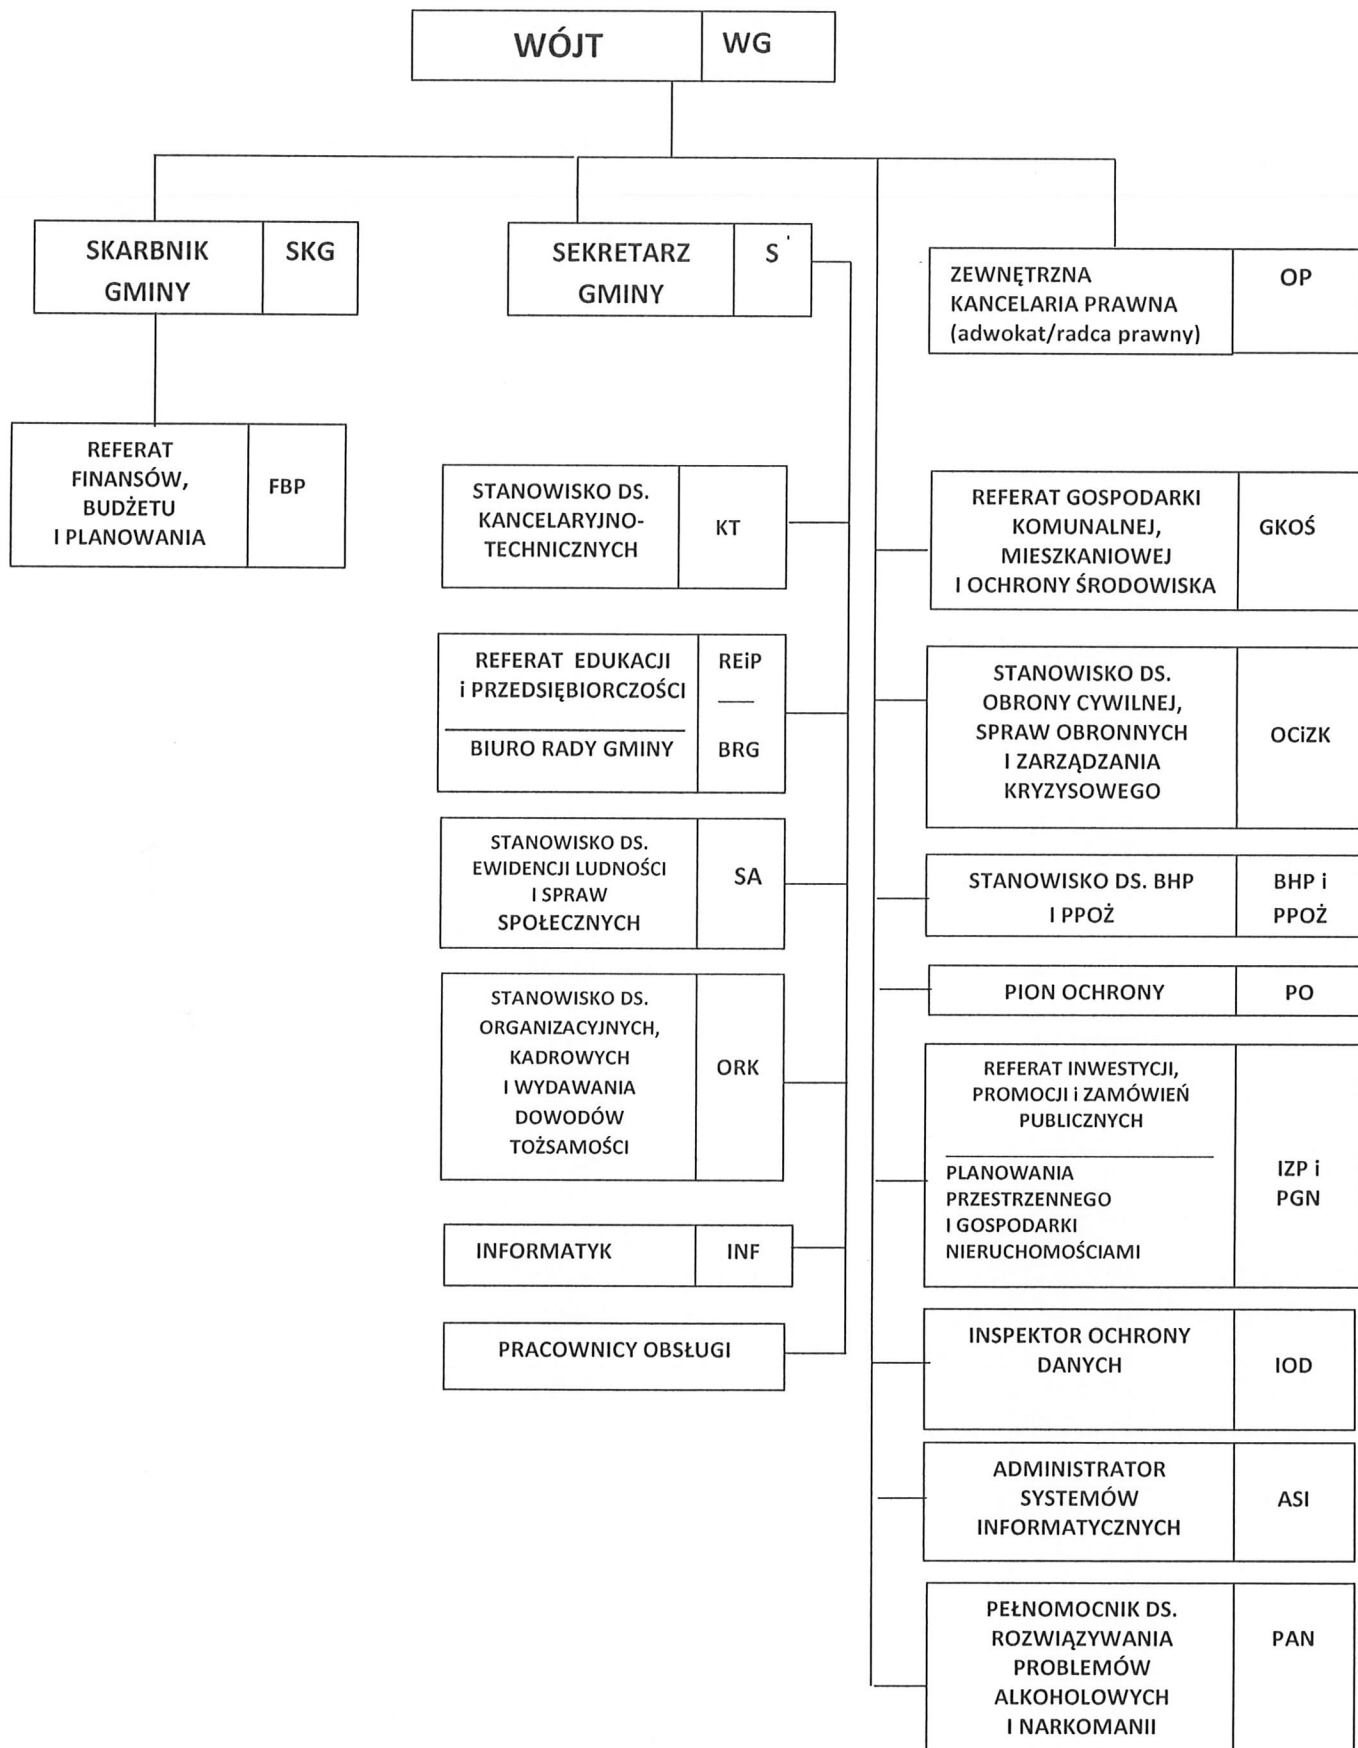 WÓJT WG
SKARBNIK SKG
GMINY
SEKRETARZ S
GMINY
ZEWNĘTRZNA OP
KANCELARIA PRAWNA
(adwokat/radca prawny)
REFERAT
FINANSÓW,
BUDŻETU
I PLANOWANIA
FBP
STANOWISKO DS.
KANCELARYJNO-
TECHNICZNYCH
KT
REFERAT EDUKACJI REiP
i PRZEDSIĘBIORCZOŚCI
BIURO RADY GMINY BRG
STANOWISKO DS.
EWIDENCJI LUDNOŚCI
I SPRAW
SPOŁECZNYCH
SA
STANOWISKO DS.
ORGANIZACYJNYCH,
KADROWYCH
I WYDAWANIA
DOWODÓW
TOŻSAMOŚCI
ORK
INFORMATYK INF
PRACOWNICY OBSŁUGI
REFERAT GOSPODARKI
KOMUNALNEJ,
MIESZKANIOWEJ
I OCHRONY ŚRODOWISKA
GKOŚ
STANOWISKO DS.
OBRONY CYWILNEJ,
SPRAW OBRONNYCH
I ZARZĄDZANIA
KRYZYSOWEGO
OCiZK
STANOWISKO DS. BHP BHP i
I PPOŻ PPOŻ
PION OCHRONY PO
REFERAT INWESTYCJI,
PROMOCJI i ZAMÓWIEŃ
PUBLICZNYCH
PLANOWANIA
PRZESTRZENNEGO
I GOSPODARKI
NIERUCHOMOŚCIAMI
IZP i
PGN
INSPEKTOR OCHRONY
DANYCH IOD
ADMINISTRATOR
SYSTEMÓW
INFORMATYCZNYCH
ASI
PEŁNOMOCNIK DS.
ROZWIĄZYWANIA
PROBLEMÓW
ALKOHOLOWYCH
I NARKOMANII
PAN